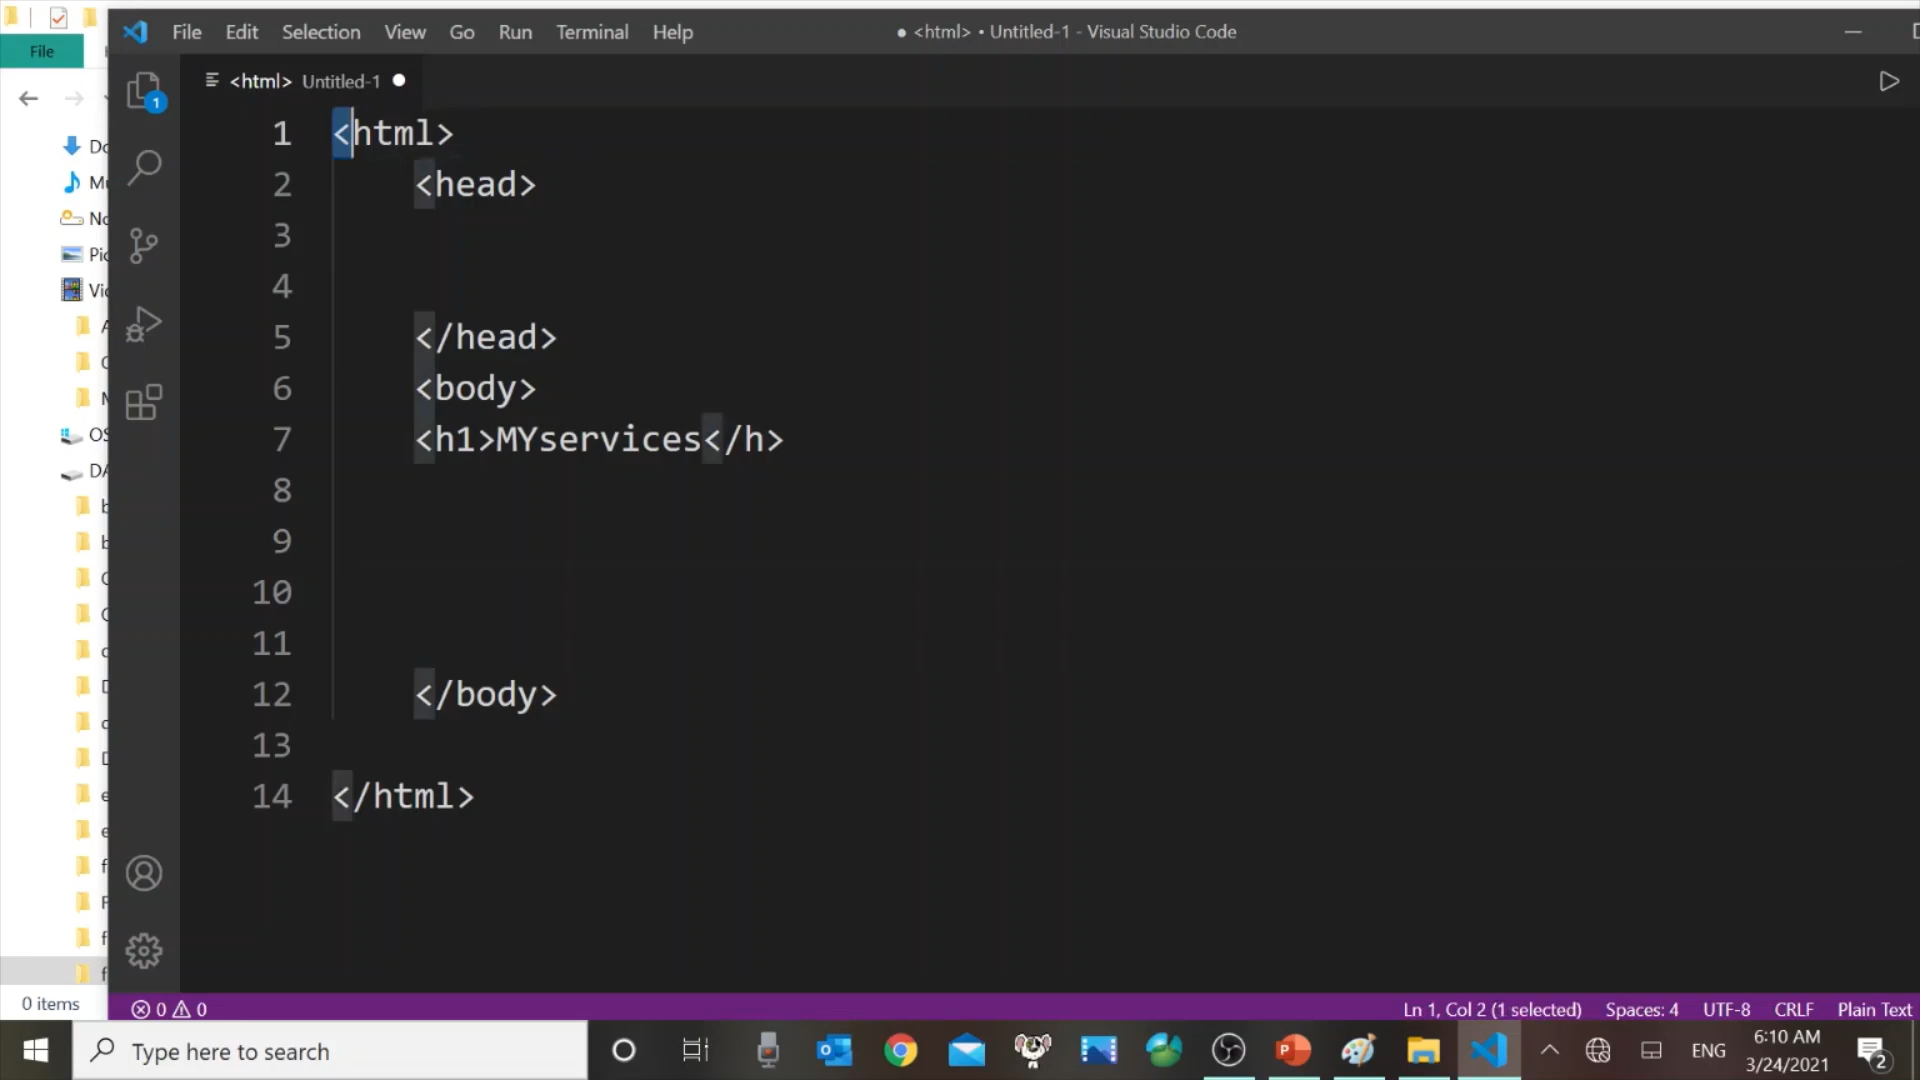 File Edit Selection View Go Run Terminal Help
● <html> • Untitled-1 - Visual Studio Code
File
<html> Untitled-1
1
1 <html>
2 <head>
3
4
5 </head>
6 <body>
7 <h1>MYservices</h>
8
9
10
11
12 </body>
13
14 </html>
0 items
0 0
Ln 1, Col 2 (1 selected) Spaces: 4 UTF-8 CRLF Plain Text
Type here to search
ENG
6:10 AM
3/24/2021
2